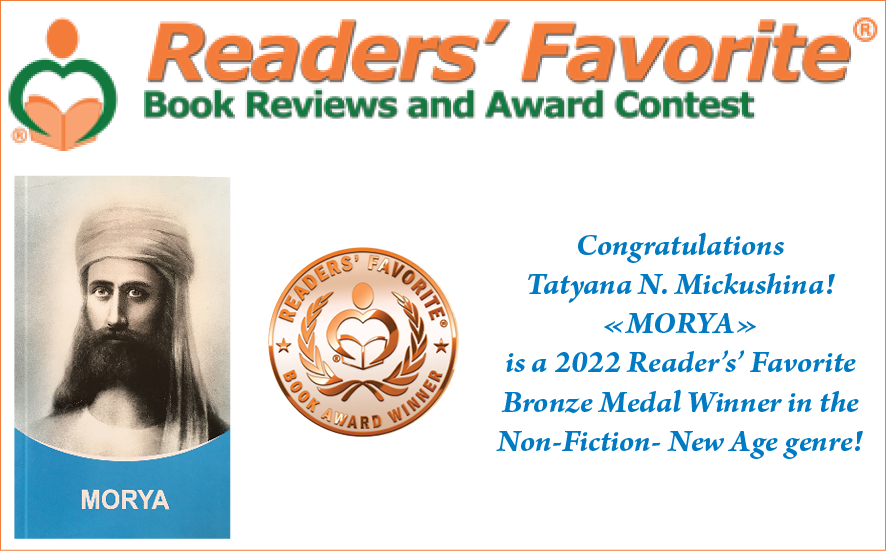 Readers’ Favorite®
Book Reviews and Award Contest
®
MORYA
READERS’ FAVORITE®
®
BOOK AWARD WINNER
Congratulations
Tatyana N. Mickushina!
«MORYA»
is a 2022 Reader’s’ Favorite
Bronze Medal Winner in the
Non-Fiction- New Age genre!